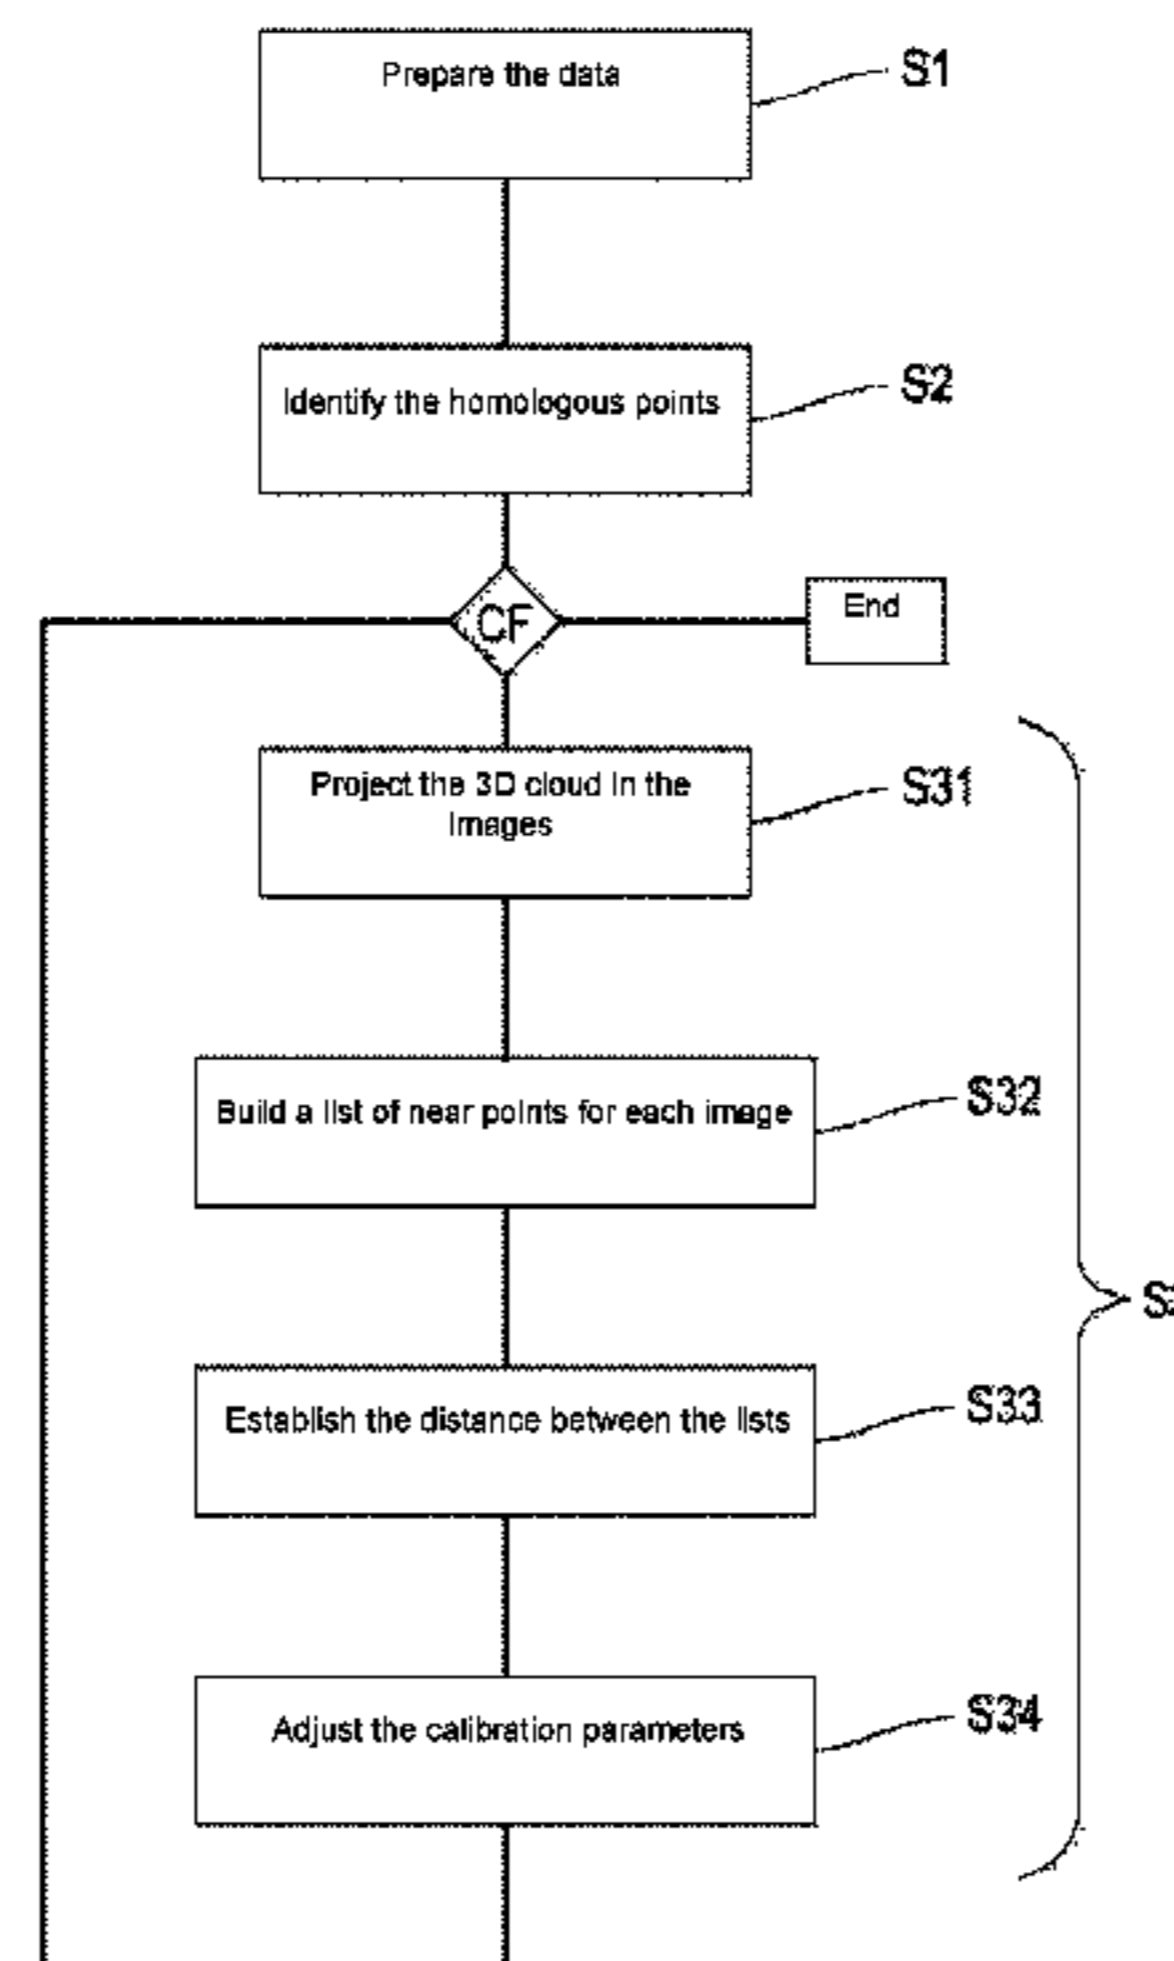 Prepare the data
S1
Identify the homologous points
S2
CF
End
Project the 3D cloud in the
images
S31
Build a list of near points for each image
S32
Establish the distance between the lists
S33
Adjust the calibration parameters
S34